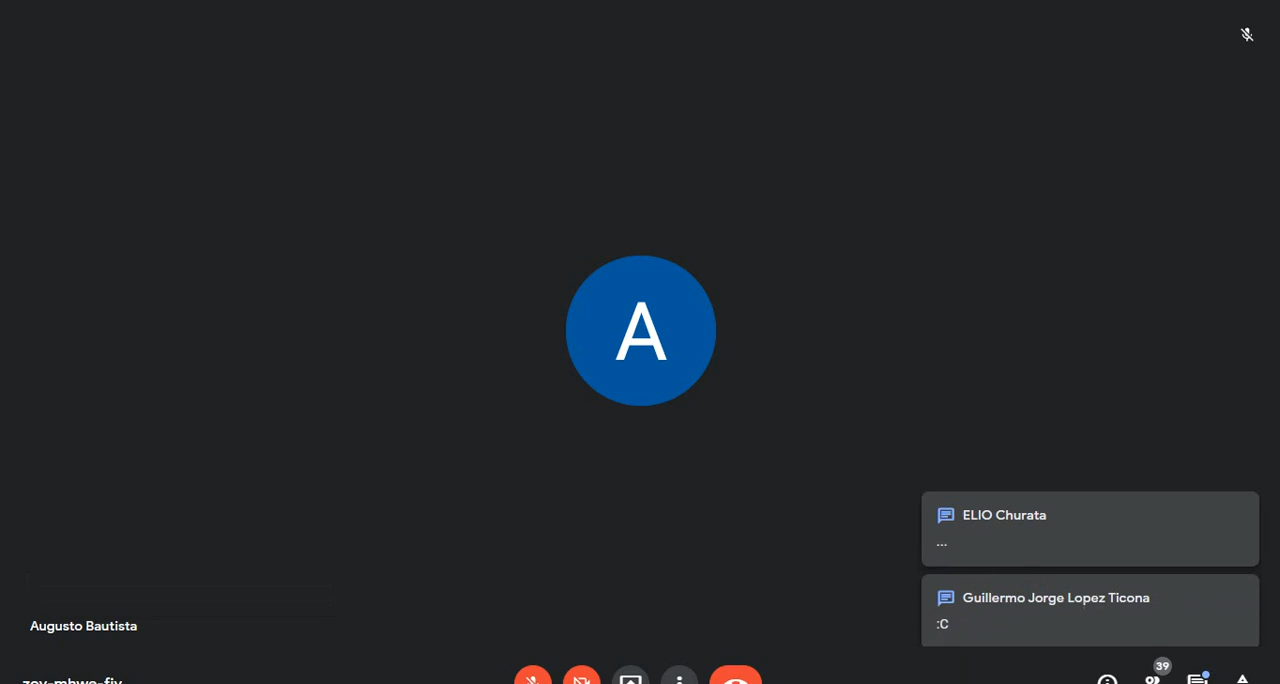 A
ELIO Churata
...
Guillermo Jorge Lopez Ticona
:C
Augusto Bautista
39